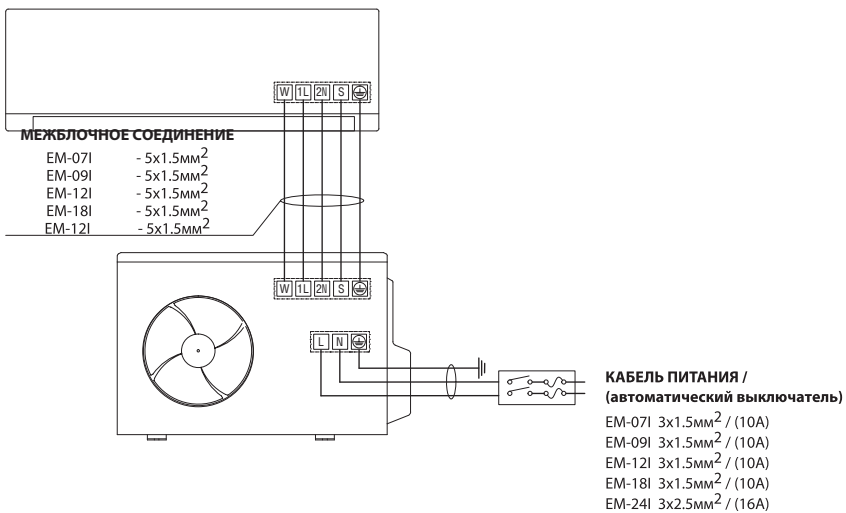 W 1L 2N S
МЕЖБЛОЧНОЕ СОЕДИНЕНИЕ
EM-07I - 5x1.5мм2
EM-09I - 5x1.5мм2
EM-12I - 5x1.5мм2
EM-18I - 5x1.5мм2
EM-12I - 5x1.5мм2
W 1L 2N S
L N
КАБЕЛЬ ПИТАНИЯ /
(автоматический выключатель)
EM-07I 3x1.5мм2 / (10A)
EM-09I 3x1.5мм2 / (10A)
EM-12I 3x1.5мм2 / (10A)
EM-18I 3x1.5мм2 / (10A)
EM-24I 3x2.5мм2 / (16A)